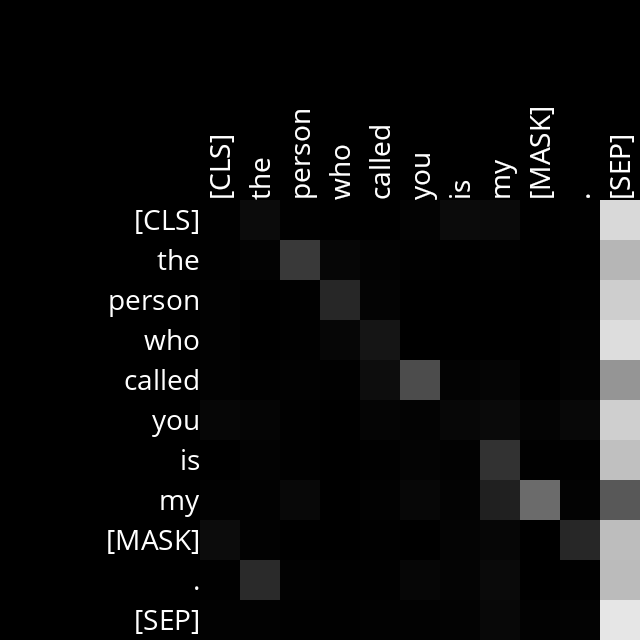 [CLS] the person who called you is my [MASK] . [SEP]
[CLS]
the
person
who
called
you
is
my
[MASK]
.
[SEP]